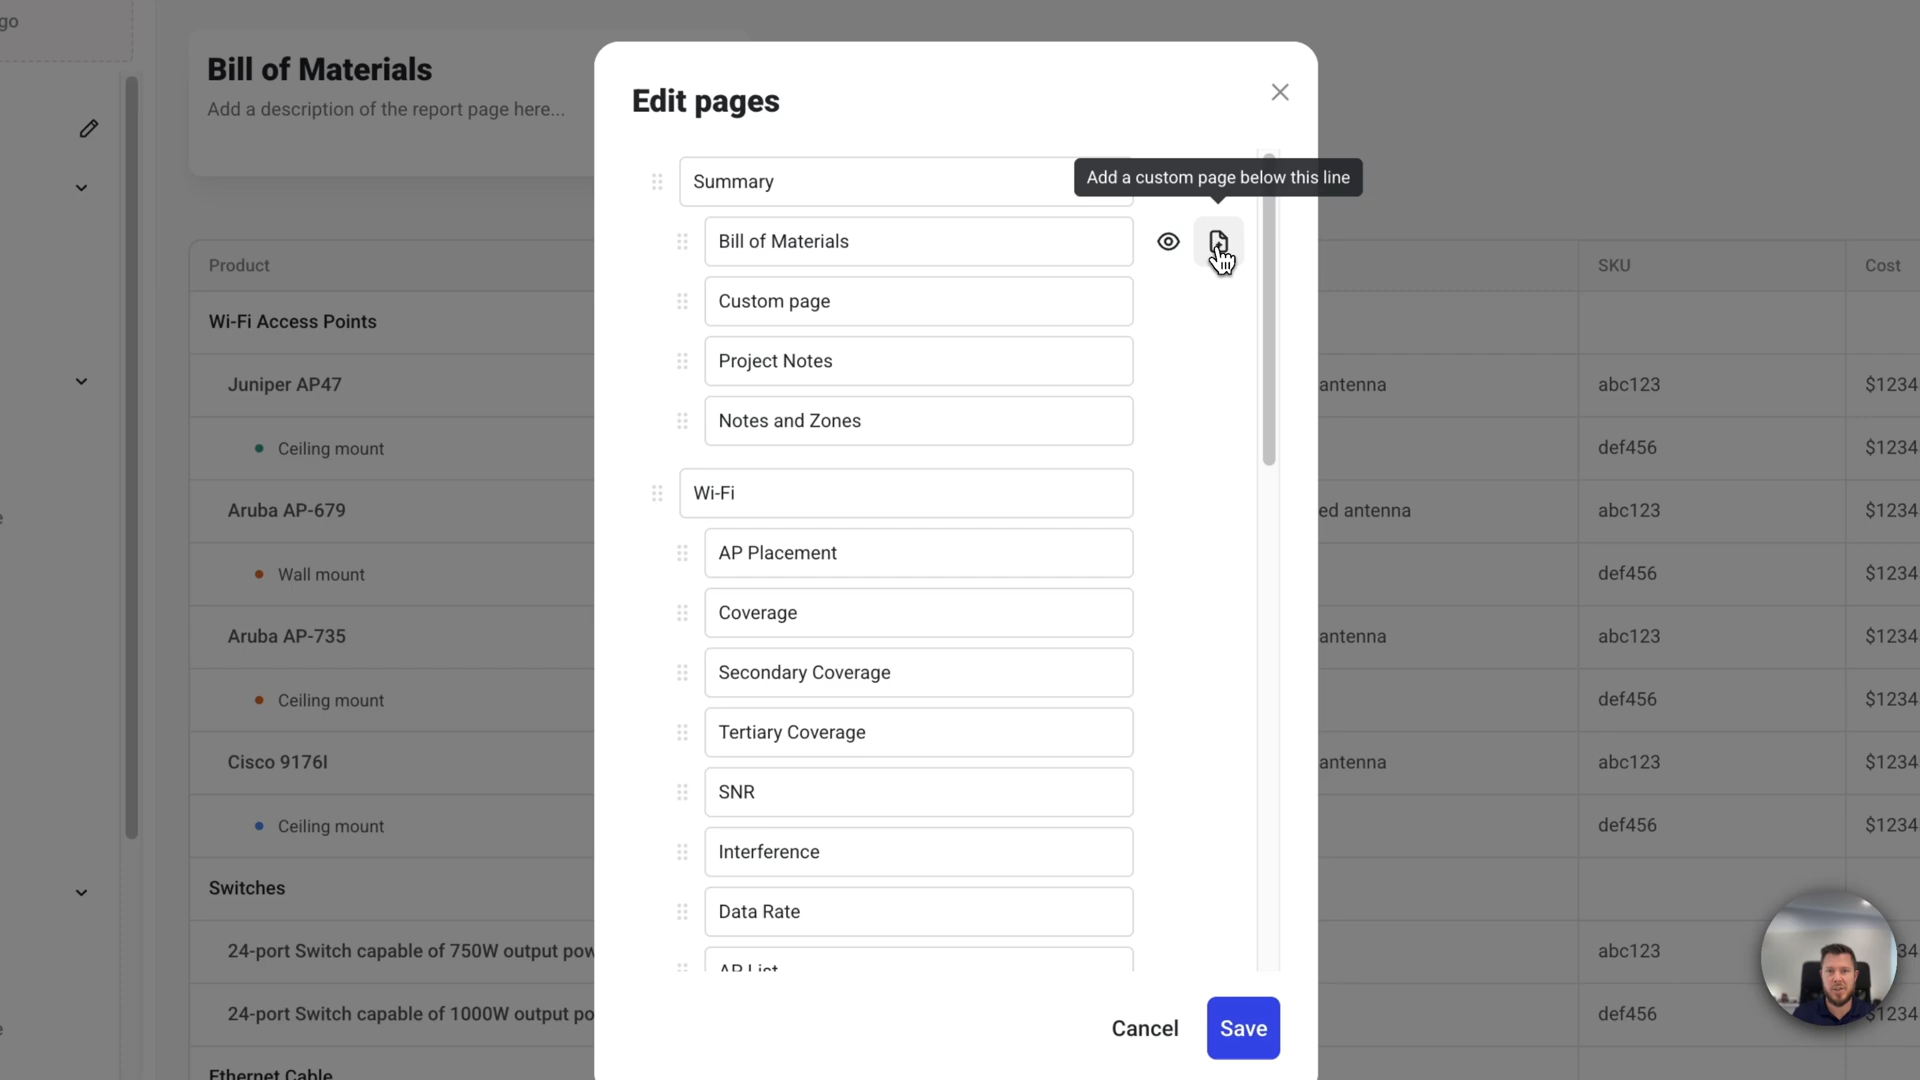 go
Bill of Materials
Add a description of the report page here...
Edit pages
Summary
Add a custom page below this line
Bill of Materials
Custom page
Project Notes
Notes and Zones
Wi-Fi
AP Placement
Coverage
Secondary Coverage
Tertiary Coverage
SNR
Interference
Data Rate
AP List
Cancel
Save
Product
SKU
Cost
Wi-Fi Access Points
Juniper AP47
antenna
abc123
$1234
Ceiling mount
def456
$1234
Aruba AP-679
ed antenna
abc123
$1234
Wall mount
def456
$1234
Aruba AP-735
antenna
abc123
$1234
Ceiling mount
def456
$1234
Cisco 9176I
antenna
abc123
$1234
Ceiling mount
def456
$1234
Switches
24-port Switch capable of 750W output pow
abc123
34
24-port Switch capable of 1000W output po
def456
$1234
Ethernet Cable
e
e